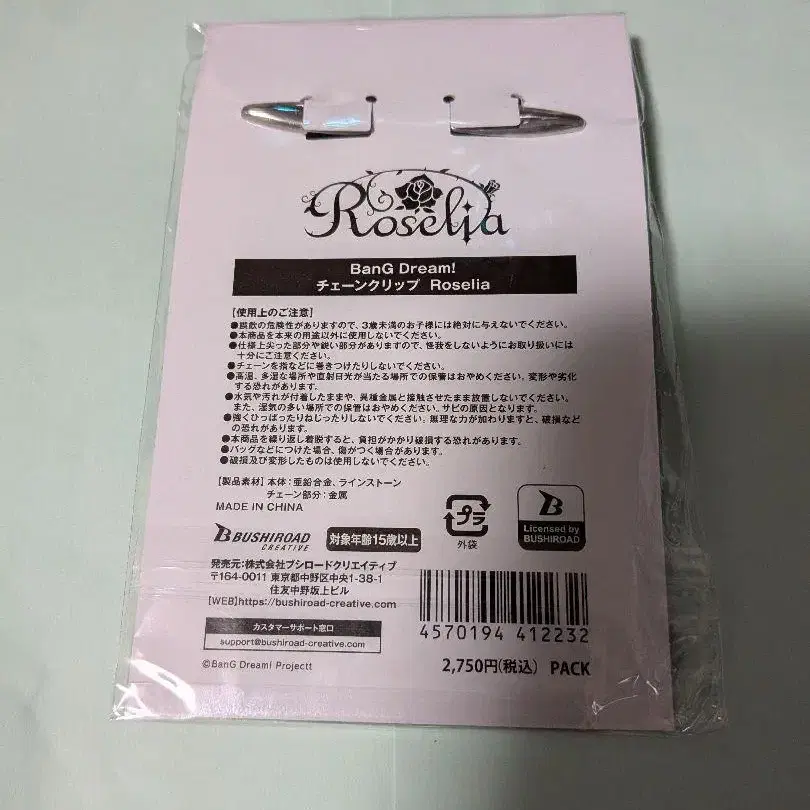 Roselia
BanG Dream!
チェーンクリップ Roselia
【使用上のご注意】
●誤飲の危険性がありますので、3歳未満のお子様には絶対に与えないでください。
●本商品を本来の用途以外に使用しないでください。
●仕様上尖った部分や鋭い部分がありますので、怪我をしないようにお取り扱いには
十分にご注意ください。
●チェーンを指などに巻きつけたりしないでください。
●高温、多湿な場所や直射日光が当たる場所での保管はおやめください。変形や劣化
する恐れがあります。
●水気や汚れが付着したままや、異種金属と接触させたまま放置しないでください。
また、湿気の多い場所での保管はおやめください。サビの原因となります。
●強くひっぱったりねじったりしないでください。無理な力が加わりますと、破損など
の恐れがあります。
●本商品を繰り返し着脱すると、負担がかかり破損する恐れがあります。
●バッグなどにつけた場合、傷がつく場合があります。
●破損及び変形したものは使用しないでください。
【製品素材】本体:亜鉛合金、ラインストーン
チェーン部分:金属
MADE IN CHINA
プラ
外袋
B
Licensed by
BUSHIROAD
BUSHIROAD
CREATIVE
対象年齢15歳以上
発売元:株式会社ブシロードクリエイティブ
〒164-0011 東京都中野区中央1-38-1
住友中野坂上ビル
【WEB】https://bushiroad-creative.com
カスタマーサポート窓口
support@bushiroad-creative.com
©BanG Dream! Projectt
4570194 412232
2,750円(税込) PACK